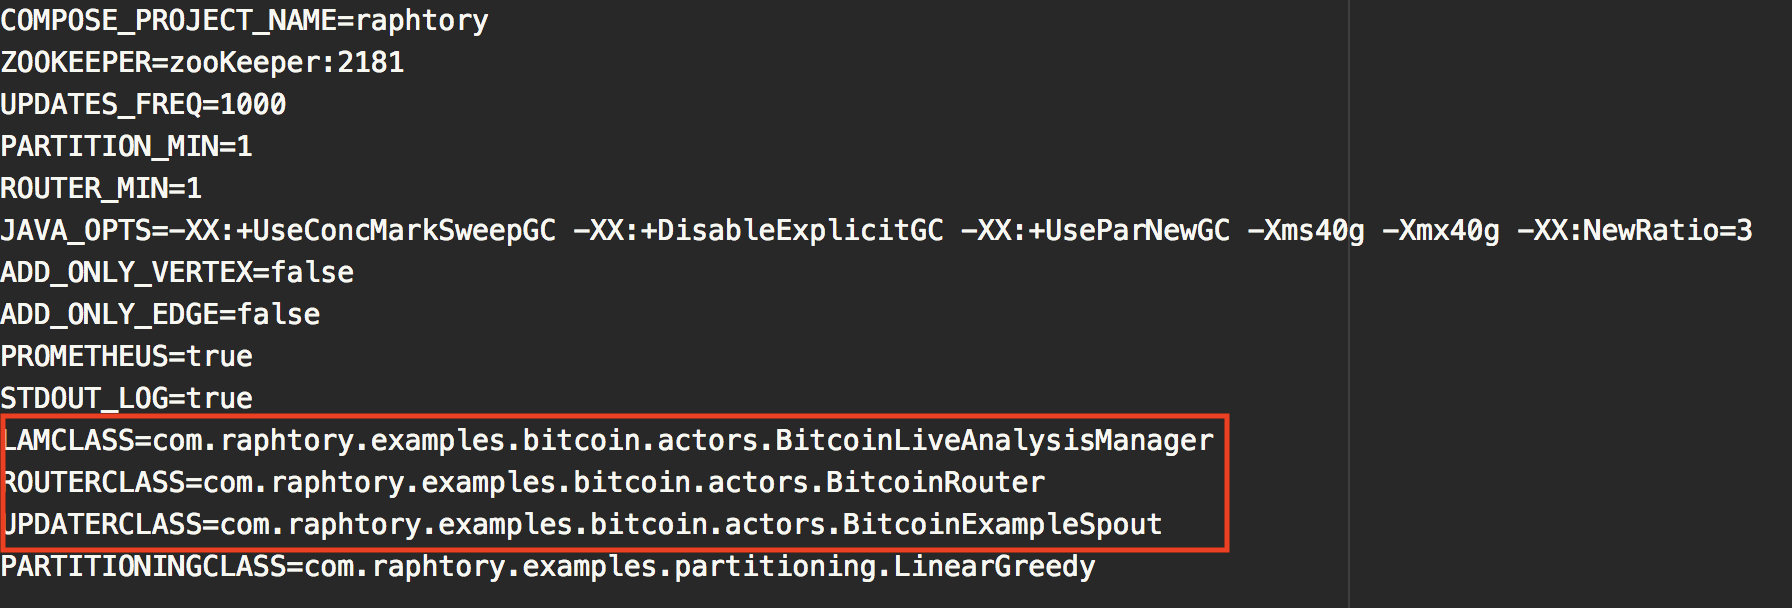 COMPOSE_PROJECT_NAME=raphtory
ZOOKEEPER=zooKeeper:2181
UPDATES_FREQ=1000
PARTITION_MIN=1
ROUTER_MIN=1
JAVA_OPTS=-XX:+UseConcMarkSweepGC -XX:+DisableExplicitGC -XX:+UseParNewGC -Xms40g -Xmx40g -XX:NewRatio=3
ADD_ONLY_VERTEX=false
ADD_ONLY_EDGE=false
PROMETHEUS=true
STDOUT_LOG=true
LAMCLASS=com.raphtory.examples.bitcoin.actors.BitcoinLiveAnalysisManager
ROUTERCLASS=com.raphtory.examples.bitcoin.actors.BitcoinRouter
UPDATERCLASS=com.raphtory.examples.bitcoin.actors.BitcoinExampleSpout
PARTITIONINGCLASS=com.raphtory.examples.partitioning.LinearGreedy